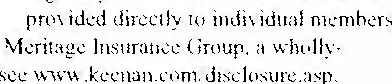 provided directly to individual members
Meritage Insurance Group, a wholly-
see www.keenan.com/disclosure.asp.